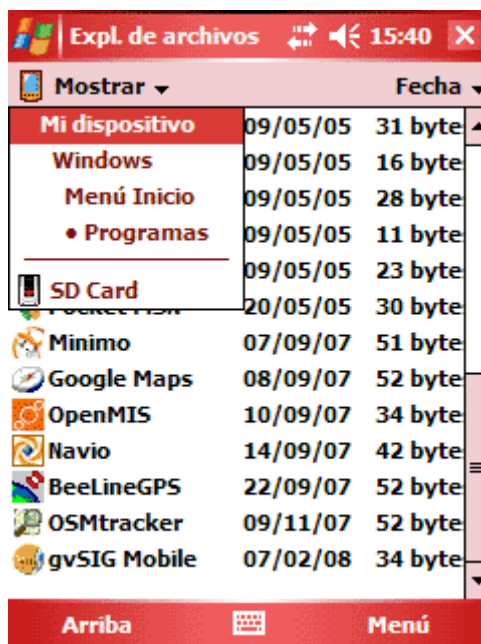 Expl. de archivos 15:40
Mostrar Fecha
Mi dispositivo 09/05/05 31 byte
Windows 09/05/05 16 byte
Menú Inicio 09/05/05 28 byte
• Programas 09/05/05 11 byte
09/05/05 23 byte
SD Card
20/05/05 30 byte
Minimo 07/09/07 51 byte
Google Maps 08/09/07 52 byte
OpenMIS 10/09/07 34 byte
Navio 14/09/07 42 byte
BeeLineGPS 22/09/07 52 byte
OSMtracker 09/11/07 52 byte
gvSIG Mobile 07/02/08 34 byte
Arriba Menú